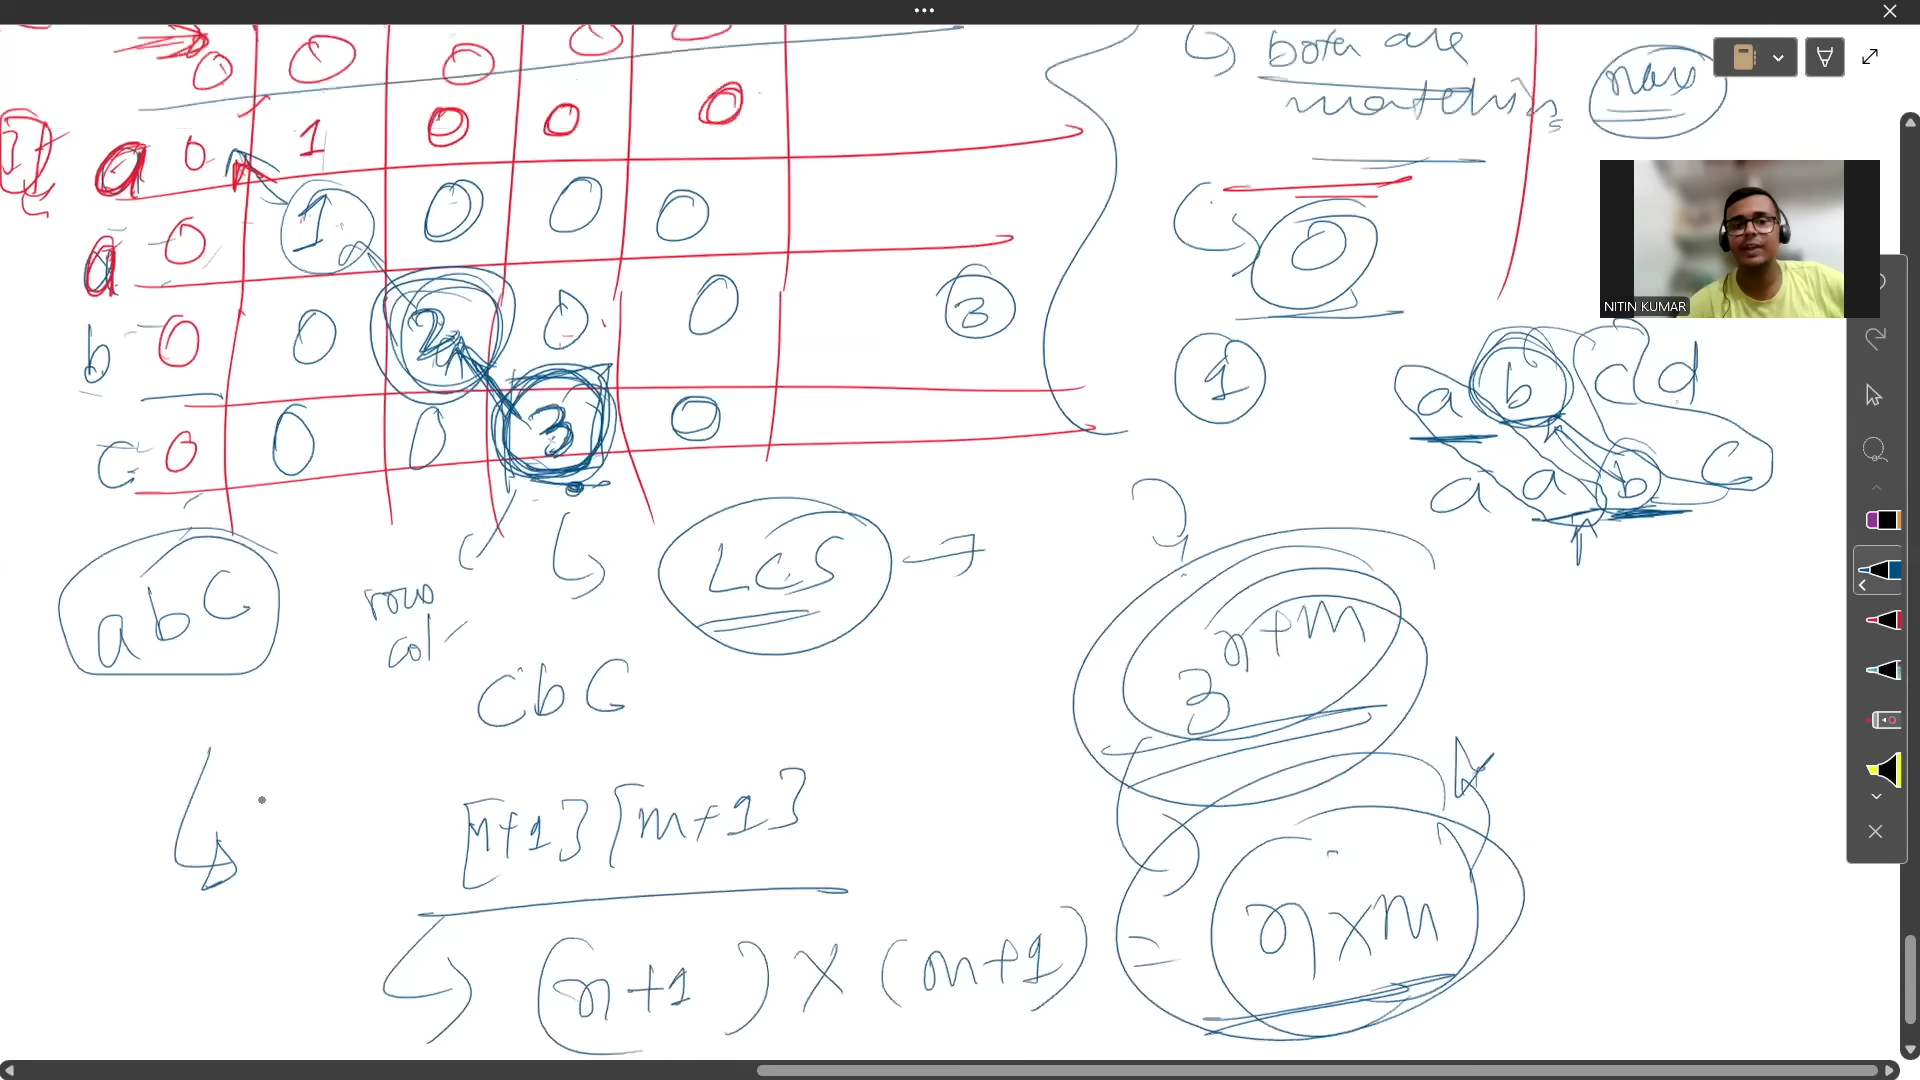 0 0 0 0 0
a 0 1 0 0 0
a 0 1 0 0 0
b 0 0 2 0 0
c 0 0 0 3 0
3
both are
matching
max
0
1
NITIN KUMAR
a b c d
a a b c
abc
rows
col
LCS
cbc
3^n+m
[n+1][m+1]
(n+1) X (m+1) = n x m